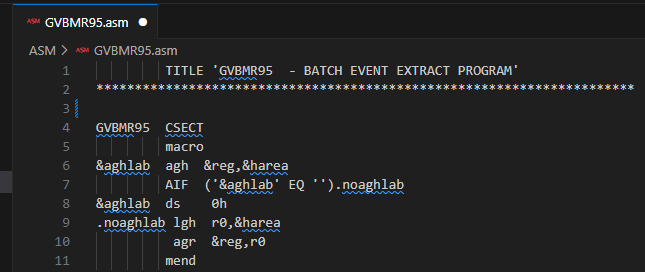 ASM GVBMR95.asm ●
ASM > ASM GVBMR95.asm
1 TITLE 'GVBMR95  - BATCH EVENT EXTRACT PROGRAM'
2 ***********************************************************************
3
4 GVBMR95  CSECT
5          macro
6 &aghlab  agh  &reg,&harea
7          AIF  ('&aghlab' EQ '').noaghlab
8 &aghlab  ds    0h
9 .noaghlab lgh  r0,&harea
10          agr  &reg,r0
11         mend